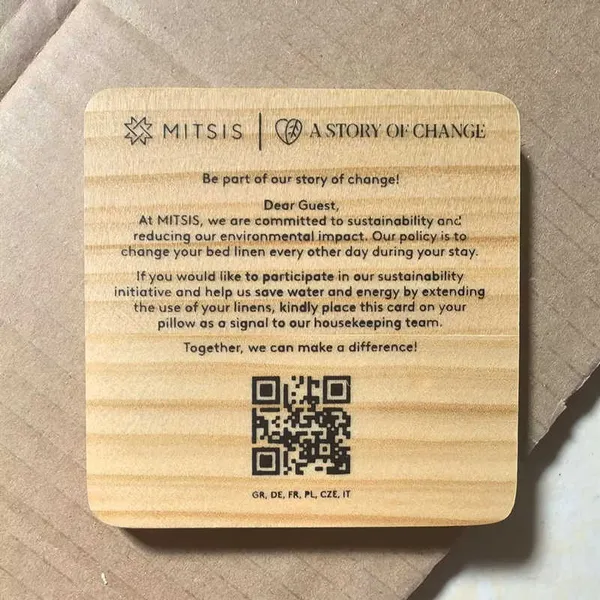 MITSIS | A STORY OF CHANGE
Be part of our story of change!
Dear Guest,
At MITSIS, we are committed to sustainability and
reducing our environmental impact. Our policy is to
change your bed linen every other day during your stay.
If you would like to participate in our sustainability
initiative and help us save water and energy by extending
the use of your linens, kindly place this card on your
pillow as a signal to our housekeeping team.
Together, we can make a difference!
GR, DE, FR, PL, CZE, IT